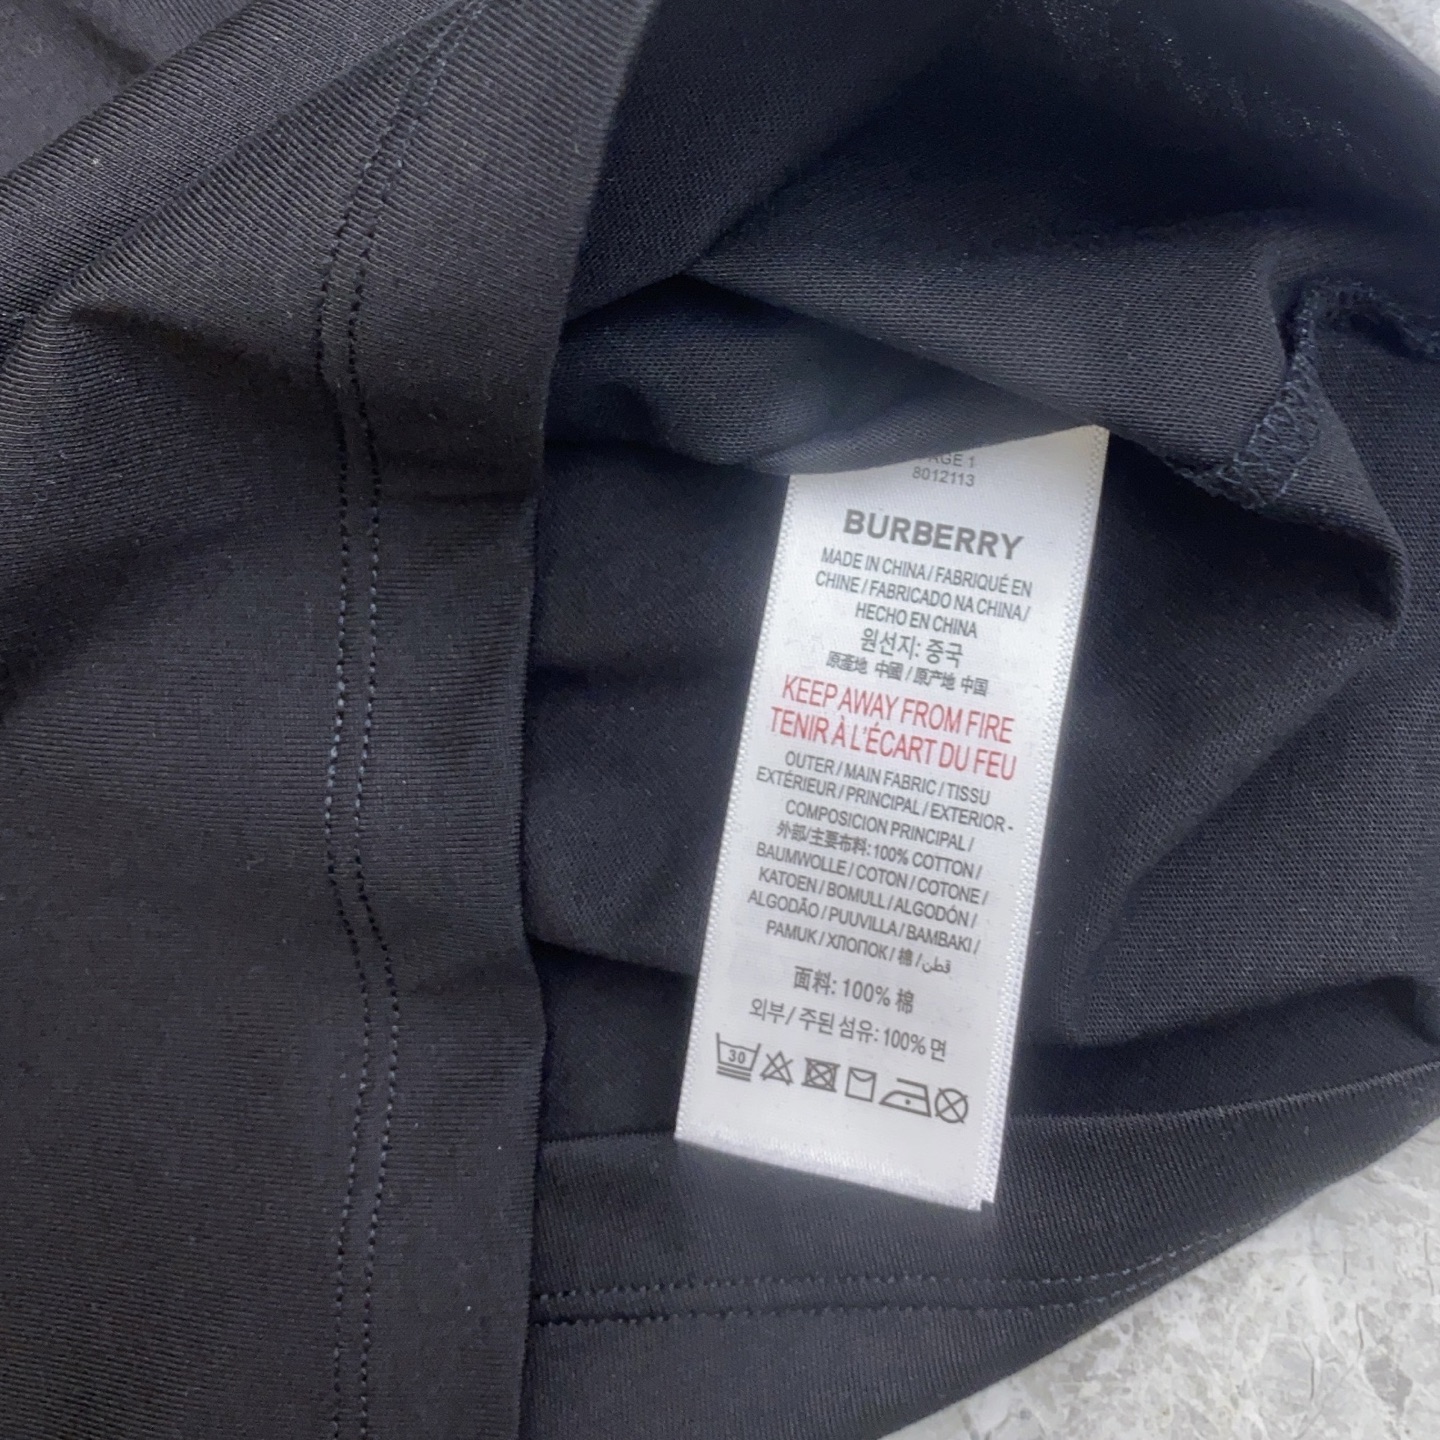 GE 1
8012113
BURBERRY
MADE IN CHINA / FABRIQUÉ EN
CHINE / FABRICADO NA CHINA /
HECHO EN CHINA
원선지: 중국
原產地 中國 / 原产地 中国
KEEP AWAY FROM FIRE
TENIR À L'ÉCART DU FEU
OUTER / MAIN FABRIC / TISSU
EXTÉRIEUR / PRINCIPAL / EXTERIOR -
COMPOSICION PRINCIPAL /
外部/主要布料: 100% COTTON /
BAUMWOLLE / COTON / COTONE /
KATOEN / BOMULL / ALGODÓN /
ALGODÃO / PUUVILLA / BAMBAKI /
PAMUK / ХЛОПОК / 棉 / قطن
面料: 100% 棉
외부 / 주된 섬유: 100% 면
30